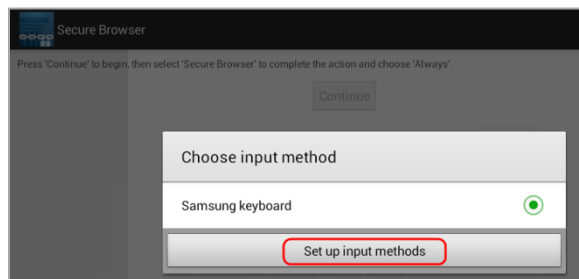 Secure Browser
Press 'Continue' to begin, then select 'Secure Browser' to complete the action and choose 'Always'.
Continue
Choose input method
Samsung keyboard
Set up input methods